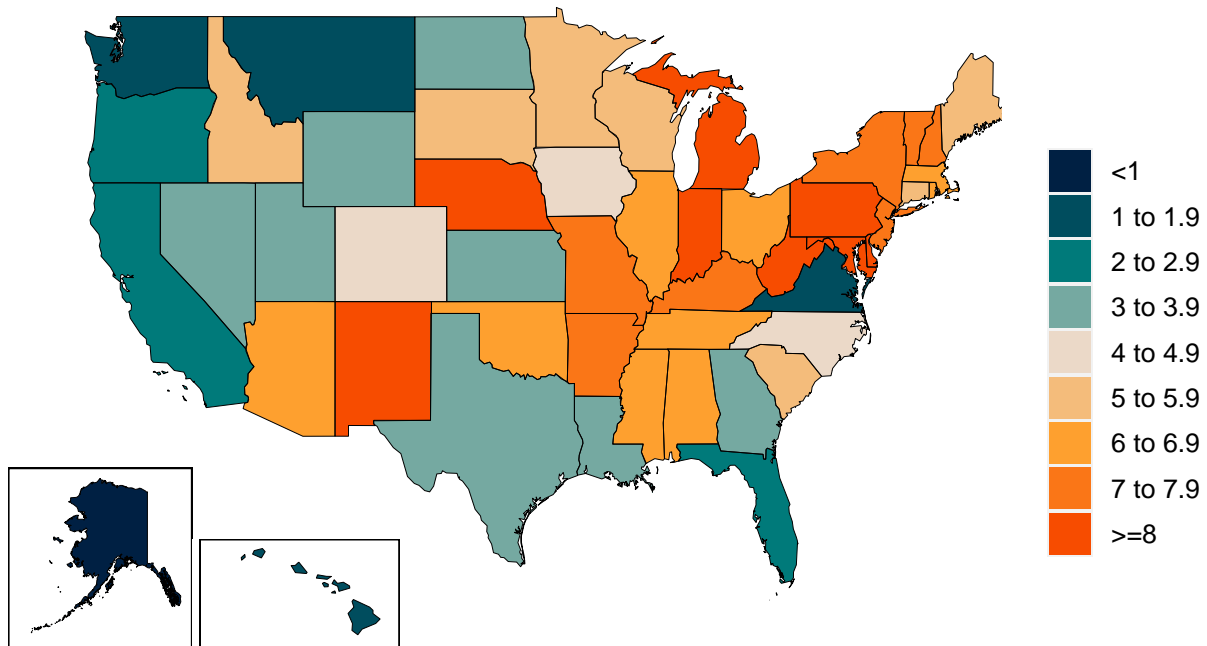 <1
1 to 1.9
2 to 2.9
3 to 3.9
4 to 4.9
5 to 5.9
6 to 6.9
7 to 7.9
>=8